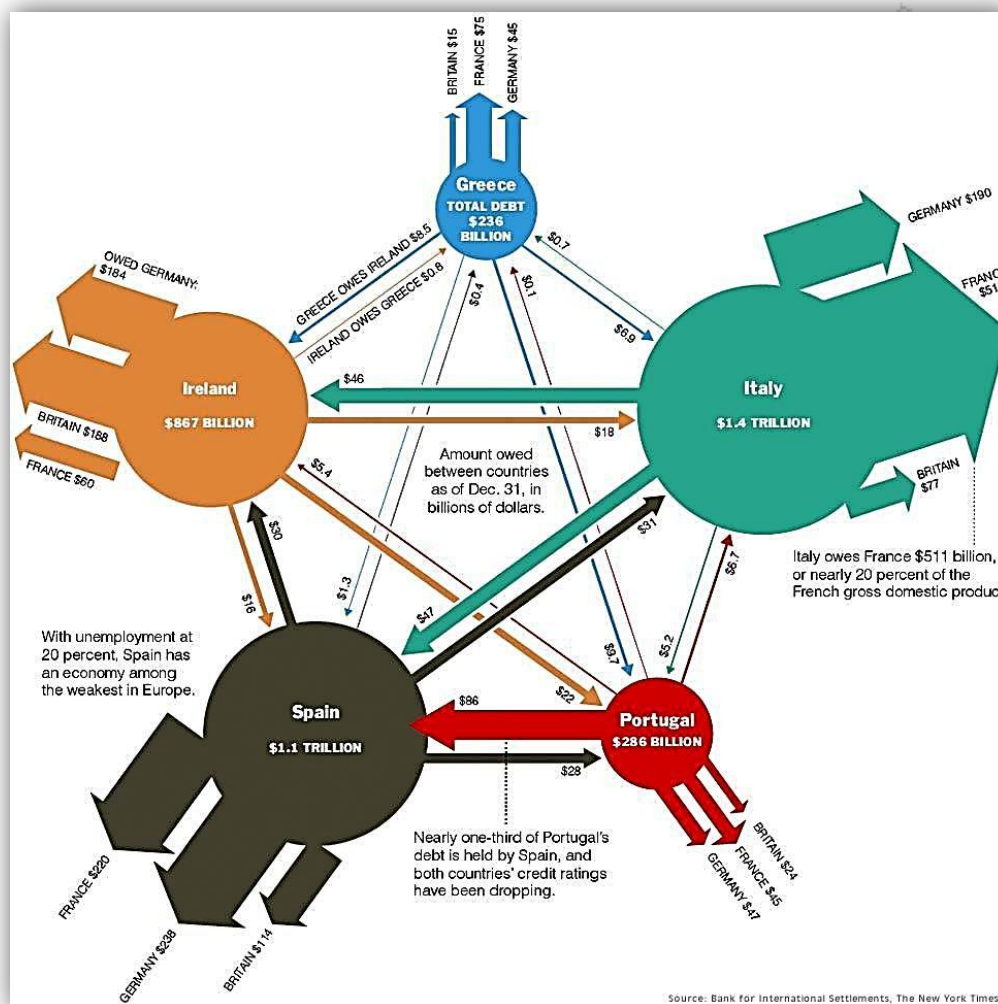 BRITAIN $15
FRANCE $75
GERMANY $45
Greece
TOTAL DEBT
$236
BILLION
GERMANY $190
FRANC
$51
OWED GERMANY:
$184
GREECE OWES IRELAND $8.5
IRELAND OWES GREECE $0.8
$0.4
$0.1
$0.7
$6.9
Ireland
$867 BILLION
BRITAIN $188
FRANCE $60
$46
$18
Italy
$1.4 TRILLION
BRITAIN
$77
Amount owed
between countries
as of Dec. 31, in
billions of dollars.
$5.4
$30
$16
$1.3
$47
$31
$9.7
$5.2
$6.7
$22
Italy owes France $511 billion,
or nearly 20 percent of the
French gross domestic produc
With unemployment at
20 percent, Spain has
an economy among
the weakest in Europe.
Spain
$1.1 TRILLION
$86
$28
Portugal
$286 BILLION
Nearly one-third of Portugal's
debt is held by Spain, and
both countries' credit ratings
have been dropping.
FRANCE $220
GERMANY $238
BRITAIN $114
BRITAIN $24
FRANCE $45
GERMANY $47
Source: Bank for International Settlements, The New York Times